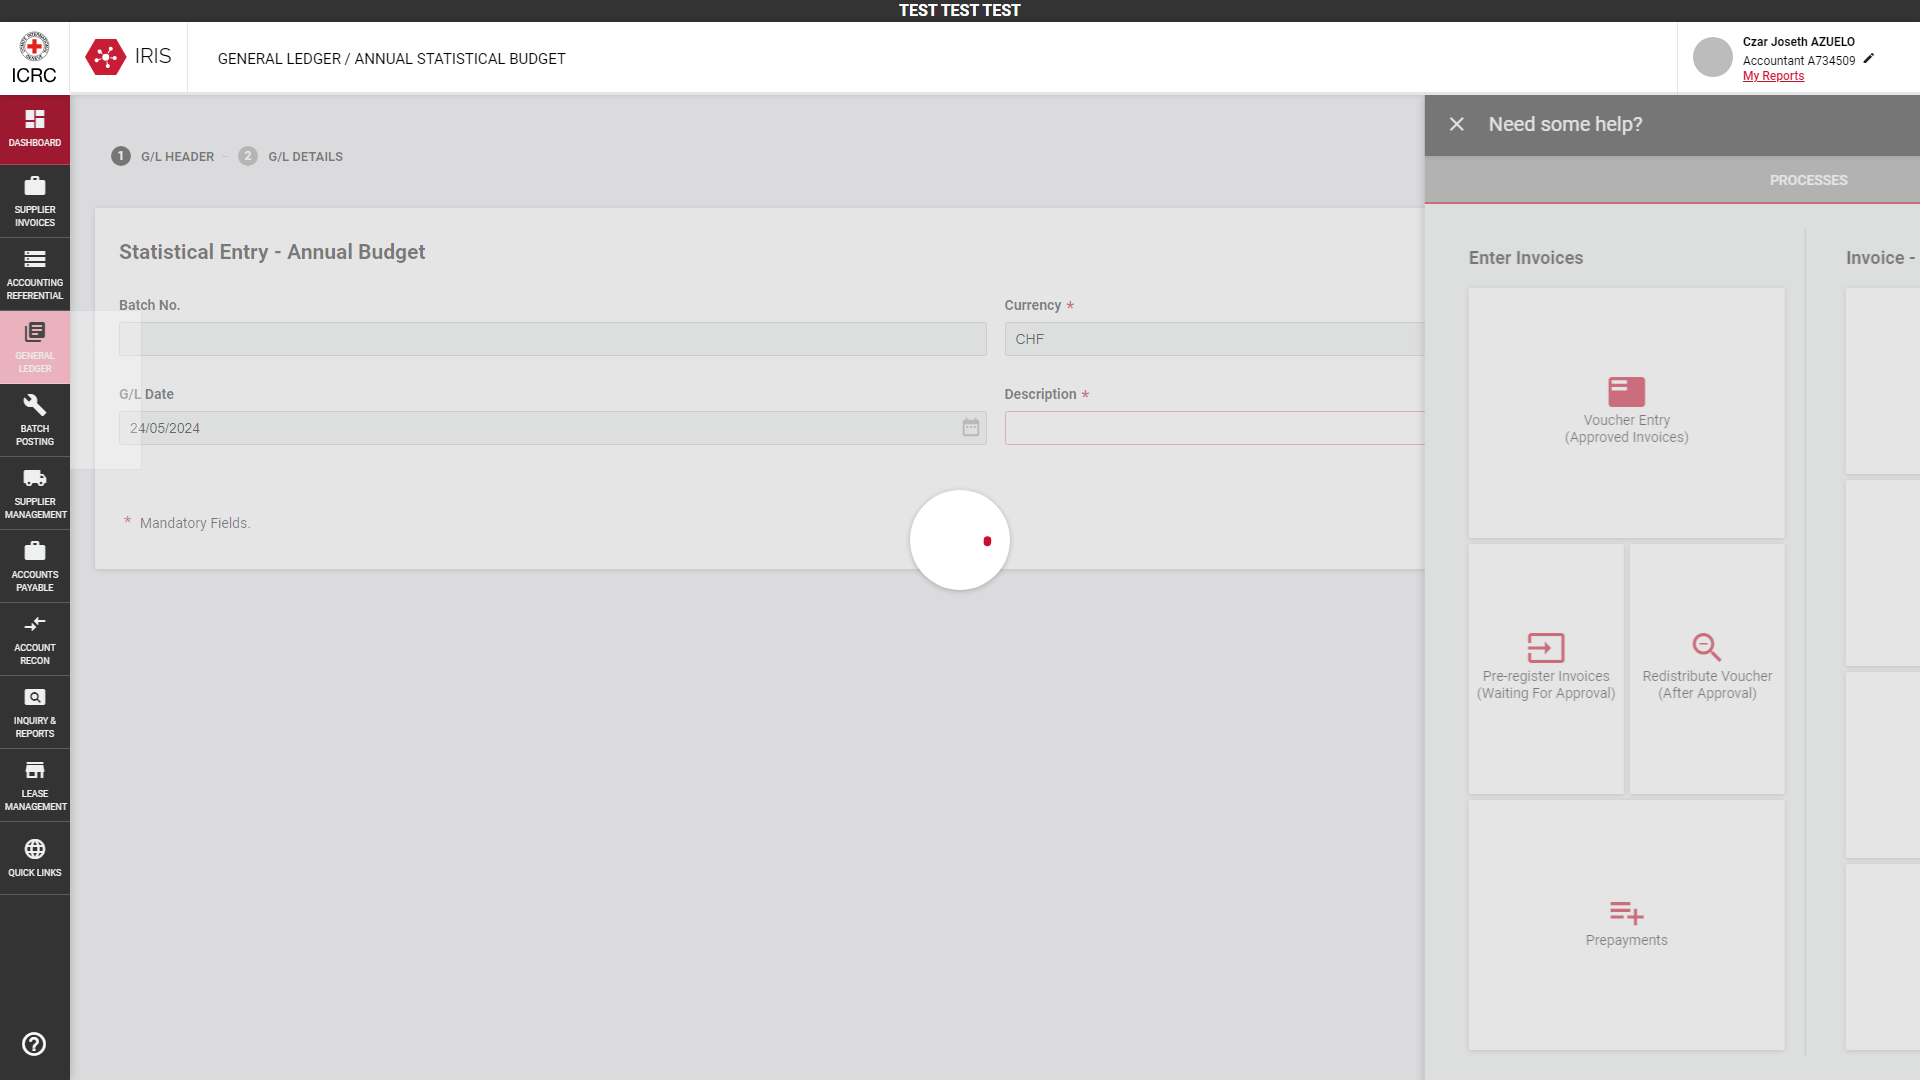 TEST TEST TEST
ICRC
IRIS
GENERAL LEDGER / ANNUAL STATISTICAL BUDGET
Czar Joseth AZUELO
Accountant A734509
My Reports
DASHBOARD
SUPPLIER
INVOICES
ACCOUNTING
REFERENTIAL
GENERAL
LEDGER
BATCH
POSTING
SUPPLIER
MANAGEMENT
ACCOUNTS
PAYABLE
ACCOUNT
RECON
INQUIRY &
REPORTS
LEASE
MANAGEMENT
QUICK LINKS
1 G/L HEADER
2 G/L DETAILS
Statistical Entry - Annual Budget
Batch No.
Currency *
CHF
G/L Date
24/05/2024
Description *
* Mandatory Fields.
Need some help?
PROCESSES
Enter Invoices
Voucher Entry
(Approved Invoices)
Pre-register Invoices
(Waiting For Approval)
Redistribute Voucher
(After Approval)
Prepayments
Invoice -